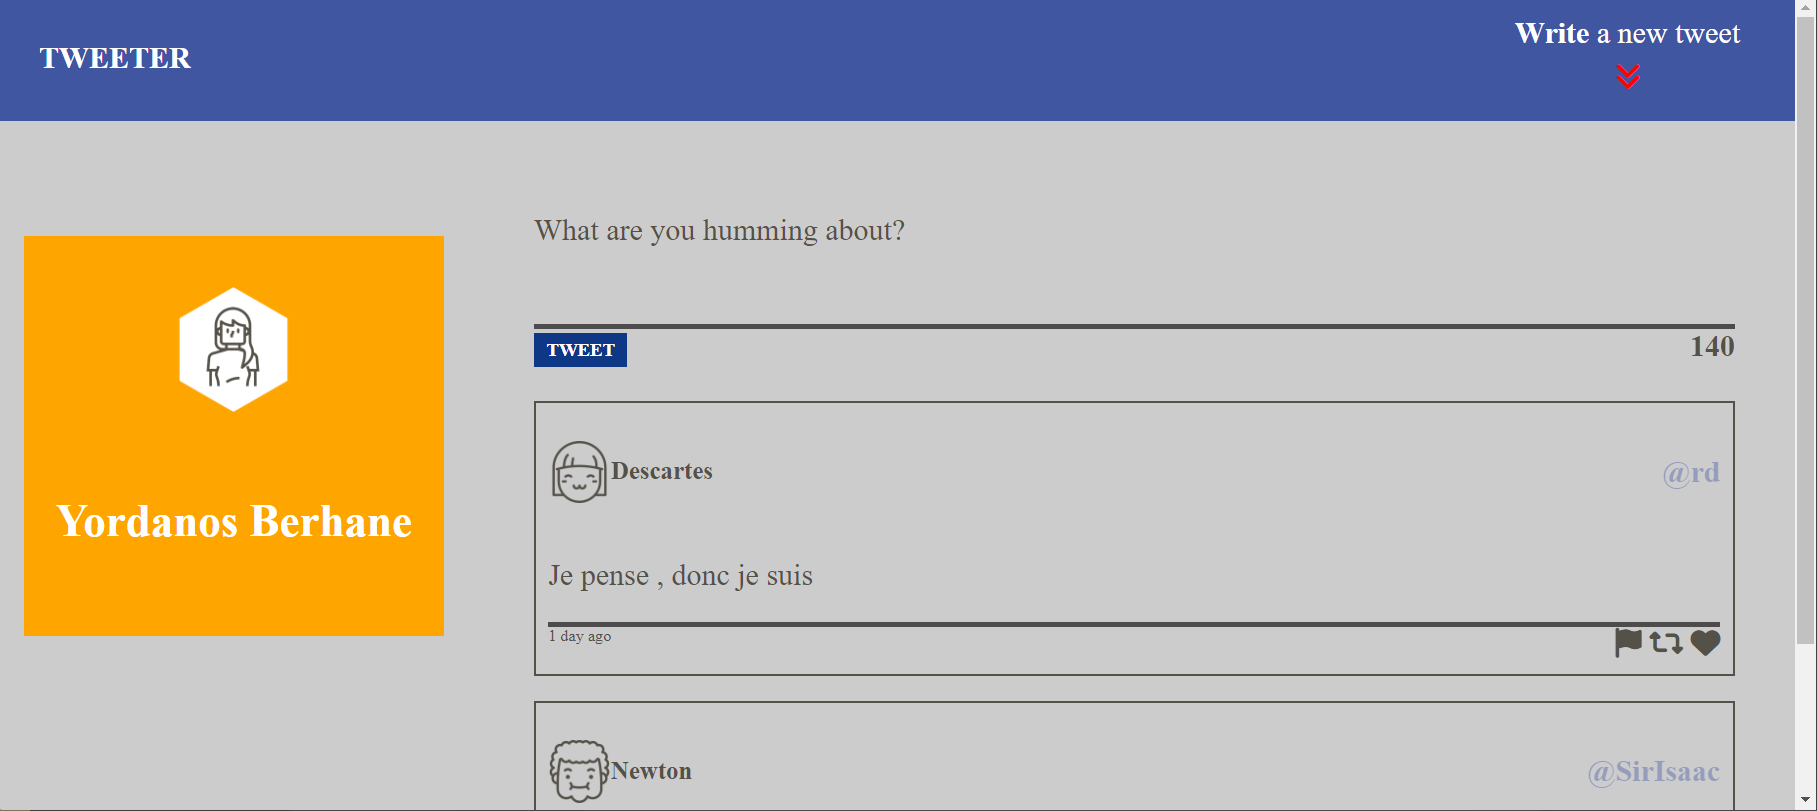 TWEETER
Write a new tweet
What are you humming about?
TWEET
140
Yordanos Berhane
Descartes
@rd
Je pense , donc je suis
1 day ago
Newton
@SirIsaac